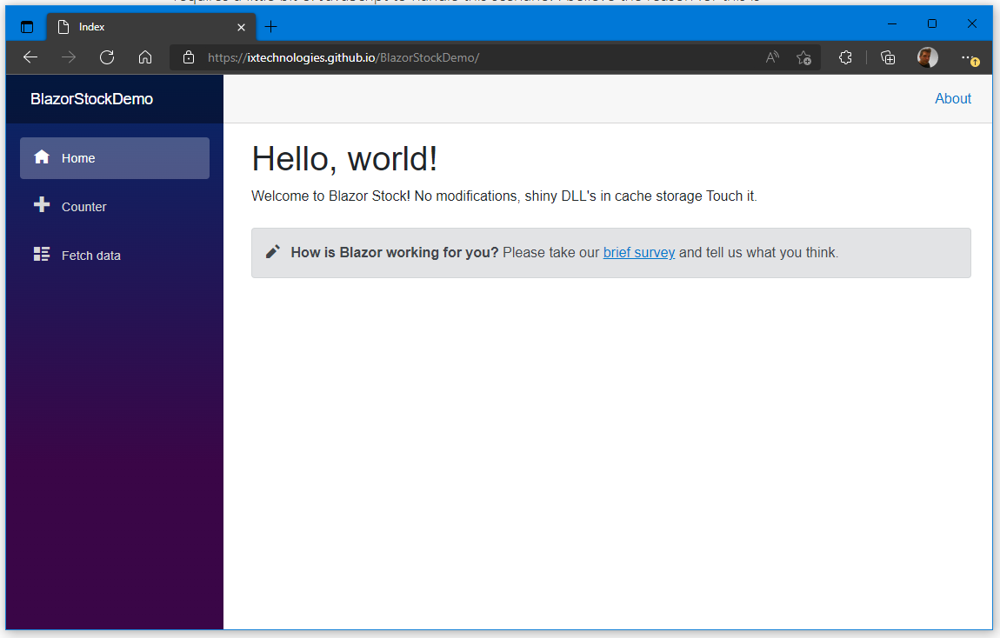 Index
https://ixtechnologies.github.io/BlazorStockDemo/
BlazorStockDemo
About
Home
Counter
Fetch data
Hello, world!
Welcome to Blazor Stock! No modifications, shiny DLL's in cache storage Touch it.
How is Blazor working for you? Please take our brief survey and tell us what you think.